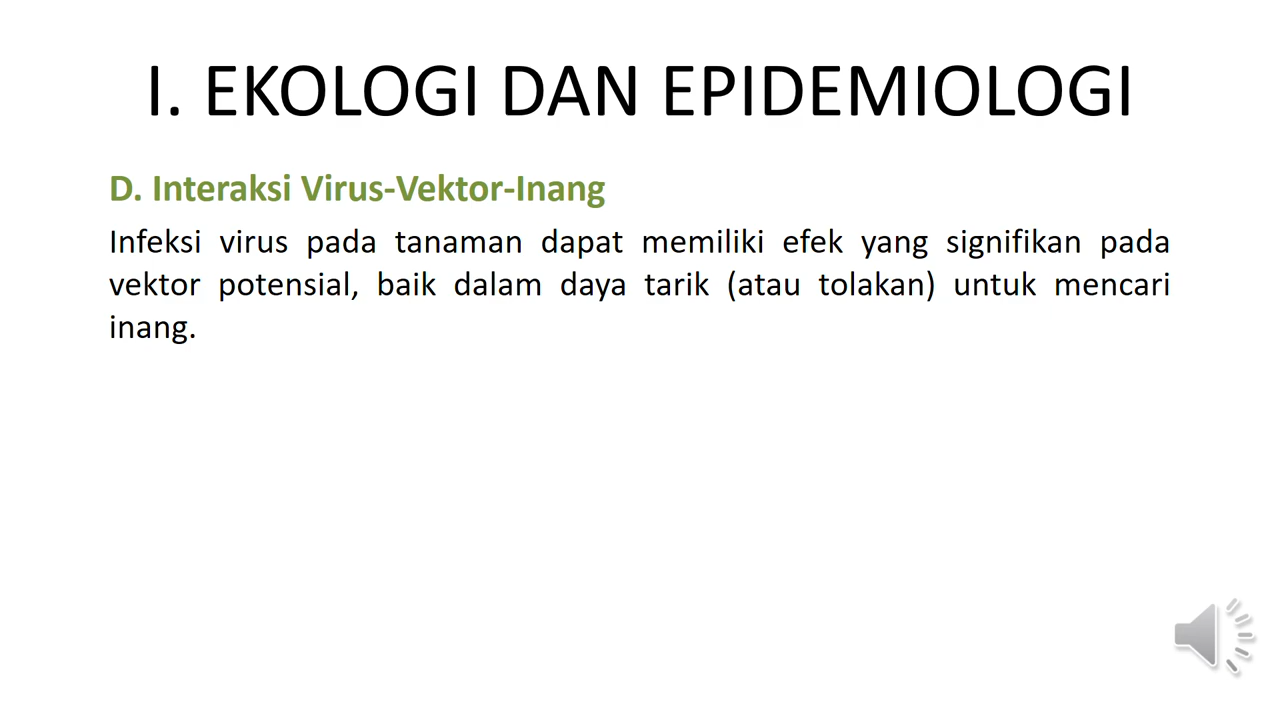 I. EKOLOGI DAN EPIDEMIOLOGI
D. Interaksi Virus-Vektor-Inang
Infeksi virus pada tanaman dapat memiliki efek yang signifikan pada
vektor potensial, baik dalam daya tarik (atau tolakan) untuk mencari
inang.